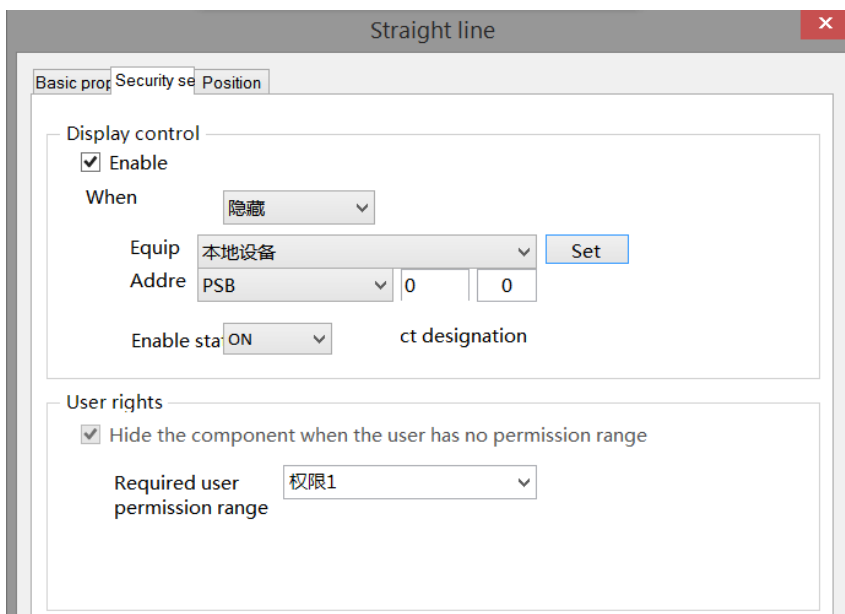 Straight line
Basic prop Security se Position
Display control
Enable
When 隐藏
Equip 本地设备 Set
Addre PSB 0 0
Enable stat ON ct designation
User rights
Hide the component when the user has no permission range
Required user 权限1
permission range